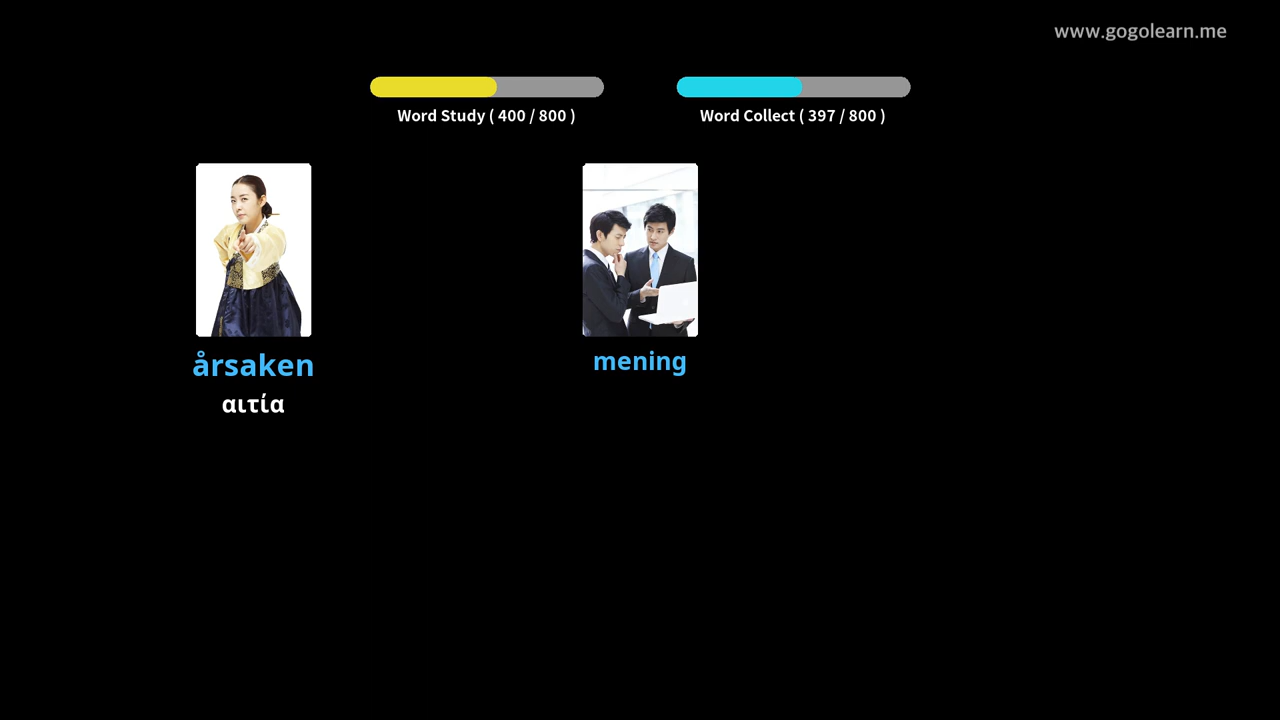 www.gogolearn.me
Word Study ( 400 / 800 )
Word Collect ( 397 / 800 )
årsaken
αιτία
mening